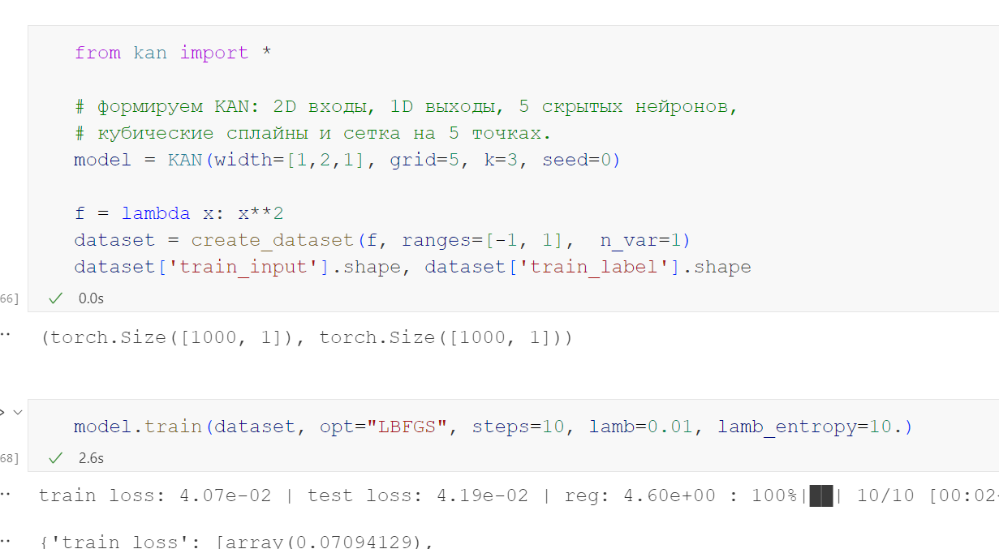 from kan import *
# формируем KAN: 2D входы, 1D выходы, 5 скрытых нейронов,
# кубические сплайны и сетка на 5 точках.
model = KAN(width=[1,2,1], grid=5, k=3, seed=0)
f = lambda x: x**2
dataset = create_dataset(f, ranges=[-1, 1],  n_var=1)
dataset['train_input'].shape, dataset['train_label'].shape
66]
0.0s
(torch.Size([1000, 1]), torch.Size([1000, 1]))
model.train(dataset, opt="LBFGS", steps=10, lamb=0.01, lamb_entropy=10.)
68]
2.6s
train loss: 4.07e-02 | test loss: 4.19e-02 | reg: 4.60e+00 : 100%|██| 10/10 [00:02
{'train loss': [array(0.07094129),